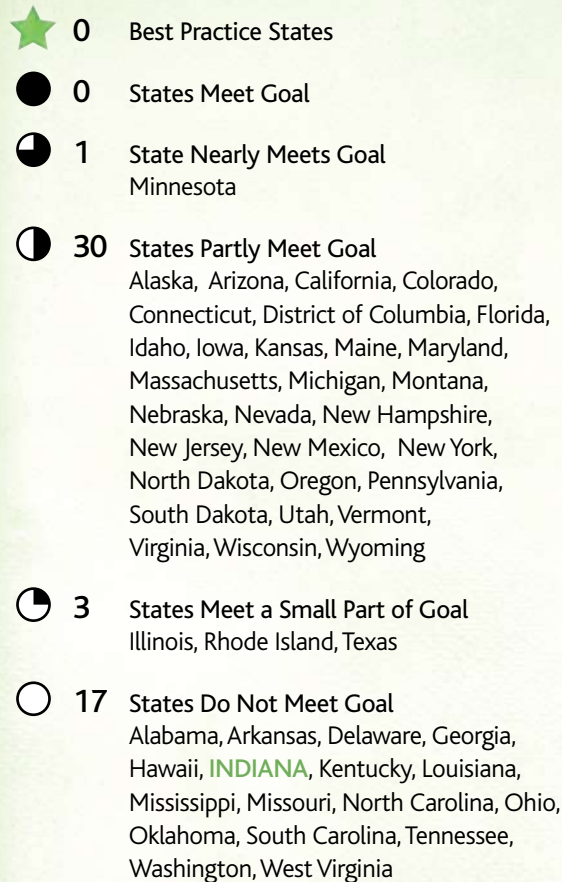 0 Best Practice States
0 States Meet Goal
1 State Nearly Meets Goal
Minnesota
30 States Partly Meet Goal
Alaska, Arizona, California, Colorado,
Connecticut, District of Columbia, Florida,
Idaho, Iowa, Kansas, Maine, Maryland,
Massachusetts, Michigan, Montana,
Nebraska, Nevada, New Hampshire,
New Jersey, New Mexico, New York,
North Dakota, Oregon, Pennsylvania,
South Dakota, Utah, Vermont,
Virginia, Wisconsin, Wyoming
3 States Meet a Small Part of Goal
Illinois, Rhode Island, Texas
17 States Do Not Meet Goal
Alabama, Arkansas, Delaware, Georgia,
Hawaii, INDIANA, Kentucky, Louisiana,
Mississippi, Missouri, North Carolina, Ohio,
Oklahoma, South Carolina, Tennessee,
Washington, West Virginia